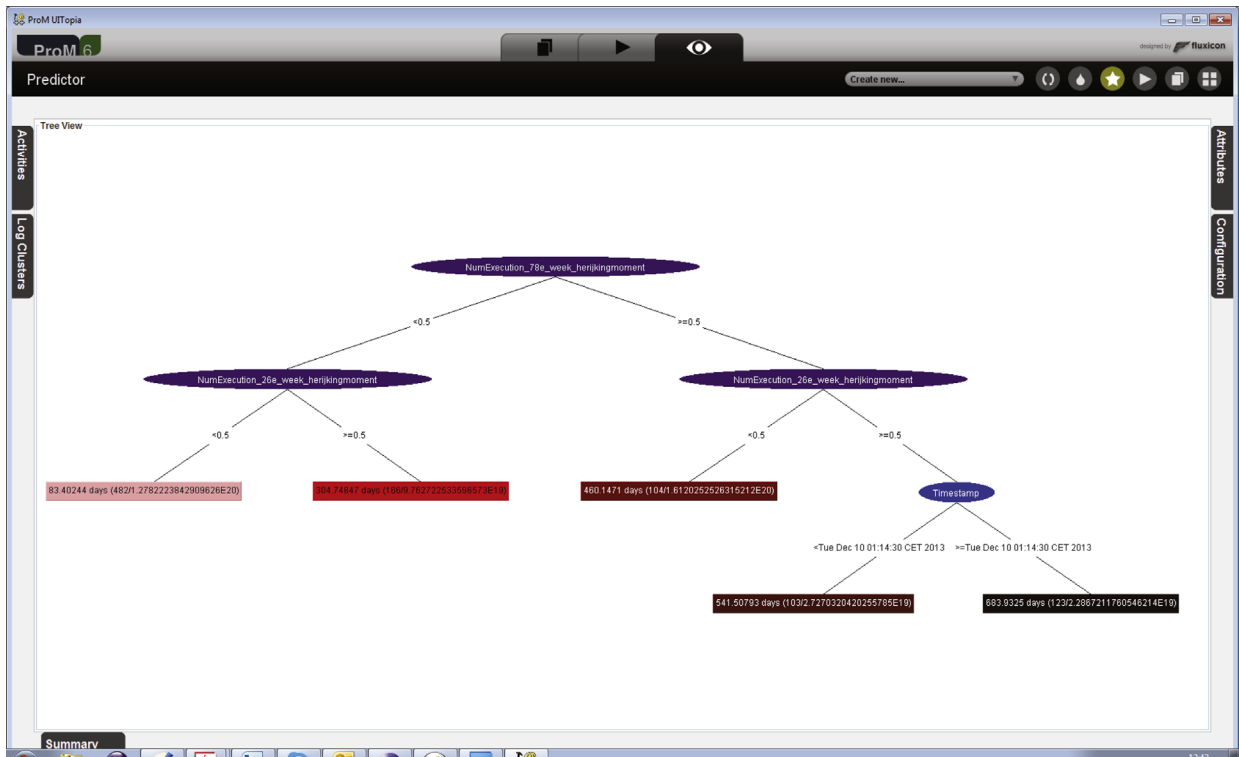 ProM UITopia
ProM 6
designed by fluxicon
Predictor
Create new...
Tree View
Activities
Log Clusters
Attributes
Configuration
NumExecution_78e_week_herijkingmoment
<0.5
>=0.5
NumExecution_26e_week_herijkingmoment
NumExecution_26e_week_herijkingmoment
<0.5
>=0.5
<0.5
>=0.5
83.40244 days (482/1.2782223842909626E20)
304.74847 days (166/9.762722533596573E19)
460.1471 days (104/1.6120252526315212E20)
Timestamp
<Tue Dec 10 01:14:30 CET 2013
>=Tue Dec 10 01:14:30 CET 2013
541.50793 days (103/2.7270320420255785E19)
683.9325 days (123/2.2867211760546214E19)
Summary